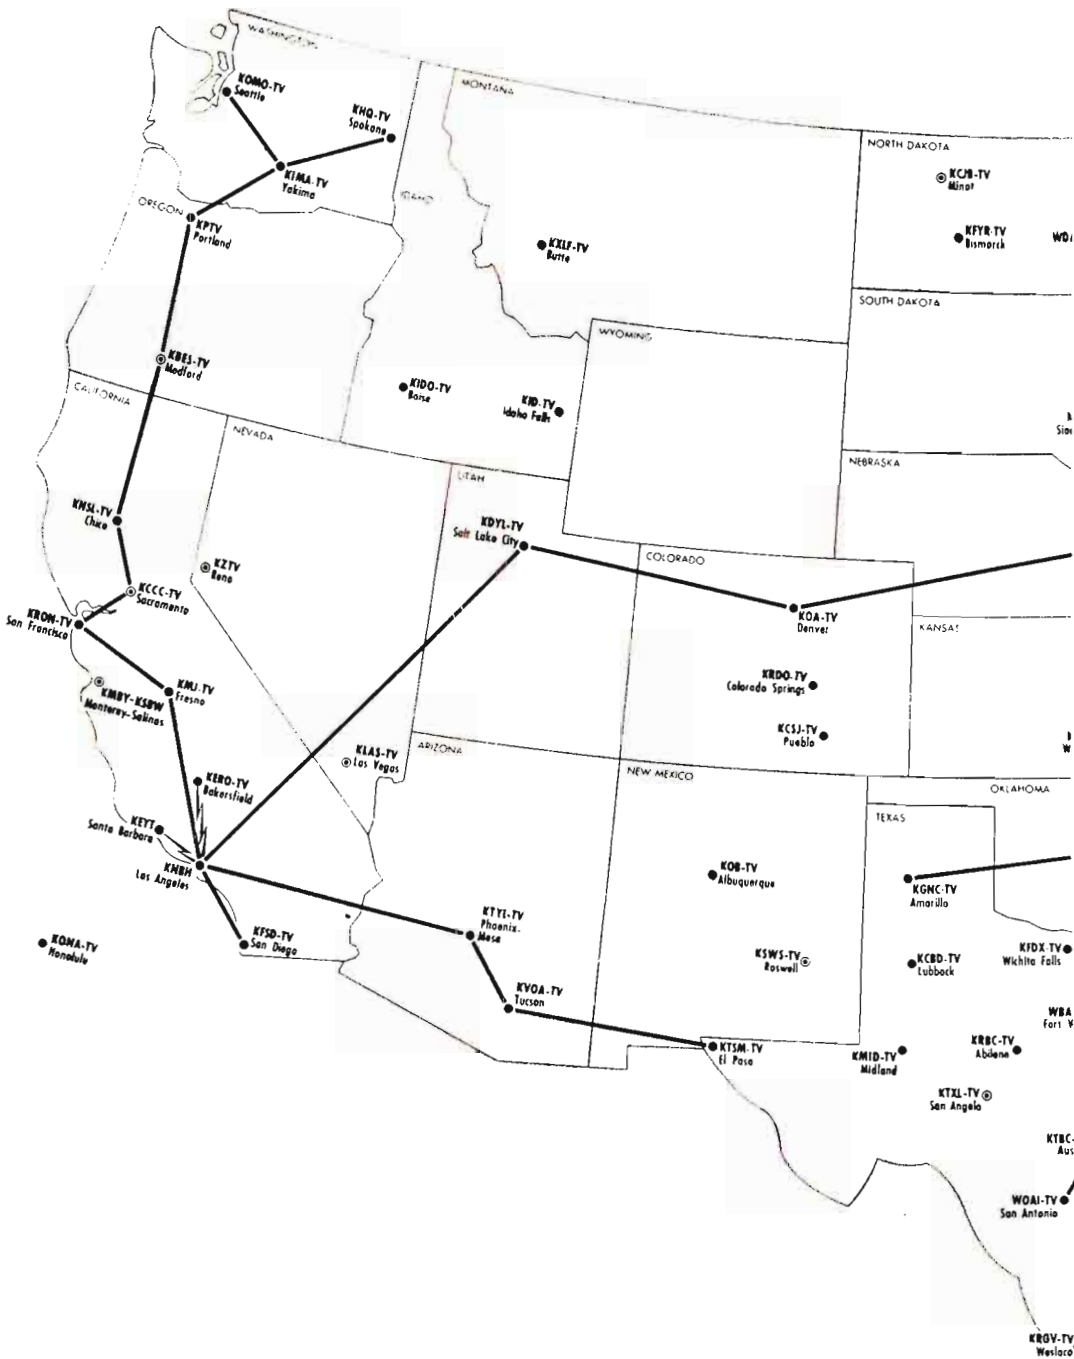 WASHINGTON
KOMO-TV
Seattle
KHQ-TV
Spokane
KIMA-TV
Yakima
OREGON
KPTV
Portland
IDAHO
MONTANA
KXLF-TV
Butte
NORTH DAKOTA
KCJB-TV
Minot
KFYR-TV
Bismarck
SOUTH DAKOTA
WYOMING
KBES-TV
Medford
CALIFORNIA
KIDO-TV
Boise
KID-TV
Idaho Falls
NEVADA
UTAH
NEBRASKA
KHSL-TV
Chico
KDYL-TV
Salt Lake City
KZTV
Reno
COLORADO
KCCC-TV
Sacramento
KRON-TV
San Francisco
KOA-TV
Denver
KANSAS
KMJ-TV
Fresno
KMBY-KSBW
Monterey-Salinas
KRDO-TV
Colorado Springs
KCSJ-TV
Pueblo
KLAS-TV
Las Vegas
ARIZONA
NEW MEXICO
OKLAHOMA
TEXAS
KERO-TV
Bakersfield
KEYT
Santa Barbara
KNBH
Los Angeles
KOB-TV
Albuquerque
KGNC-TV
Amarillo
KONA-TV
Honolulu
KFSD-TV
San Diego
KTYL-TV
Phoenix-
Mesa
KSWS-TV
Roswell
KCBD-TV
Lubbock
KFDX-TV
Wichita Falls
KVOA-TV
Tucson
KTSM-TV
El Paso
KMID-TV
Midland
KRBC-TV
Abilene
WBA
Fort W
KTXL-TV
San Angelo
KTBC-
Aus
WOAI-TV
San Antonio
KRGV-TV
Weslaco